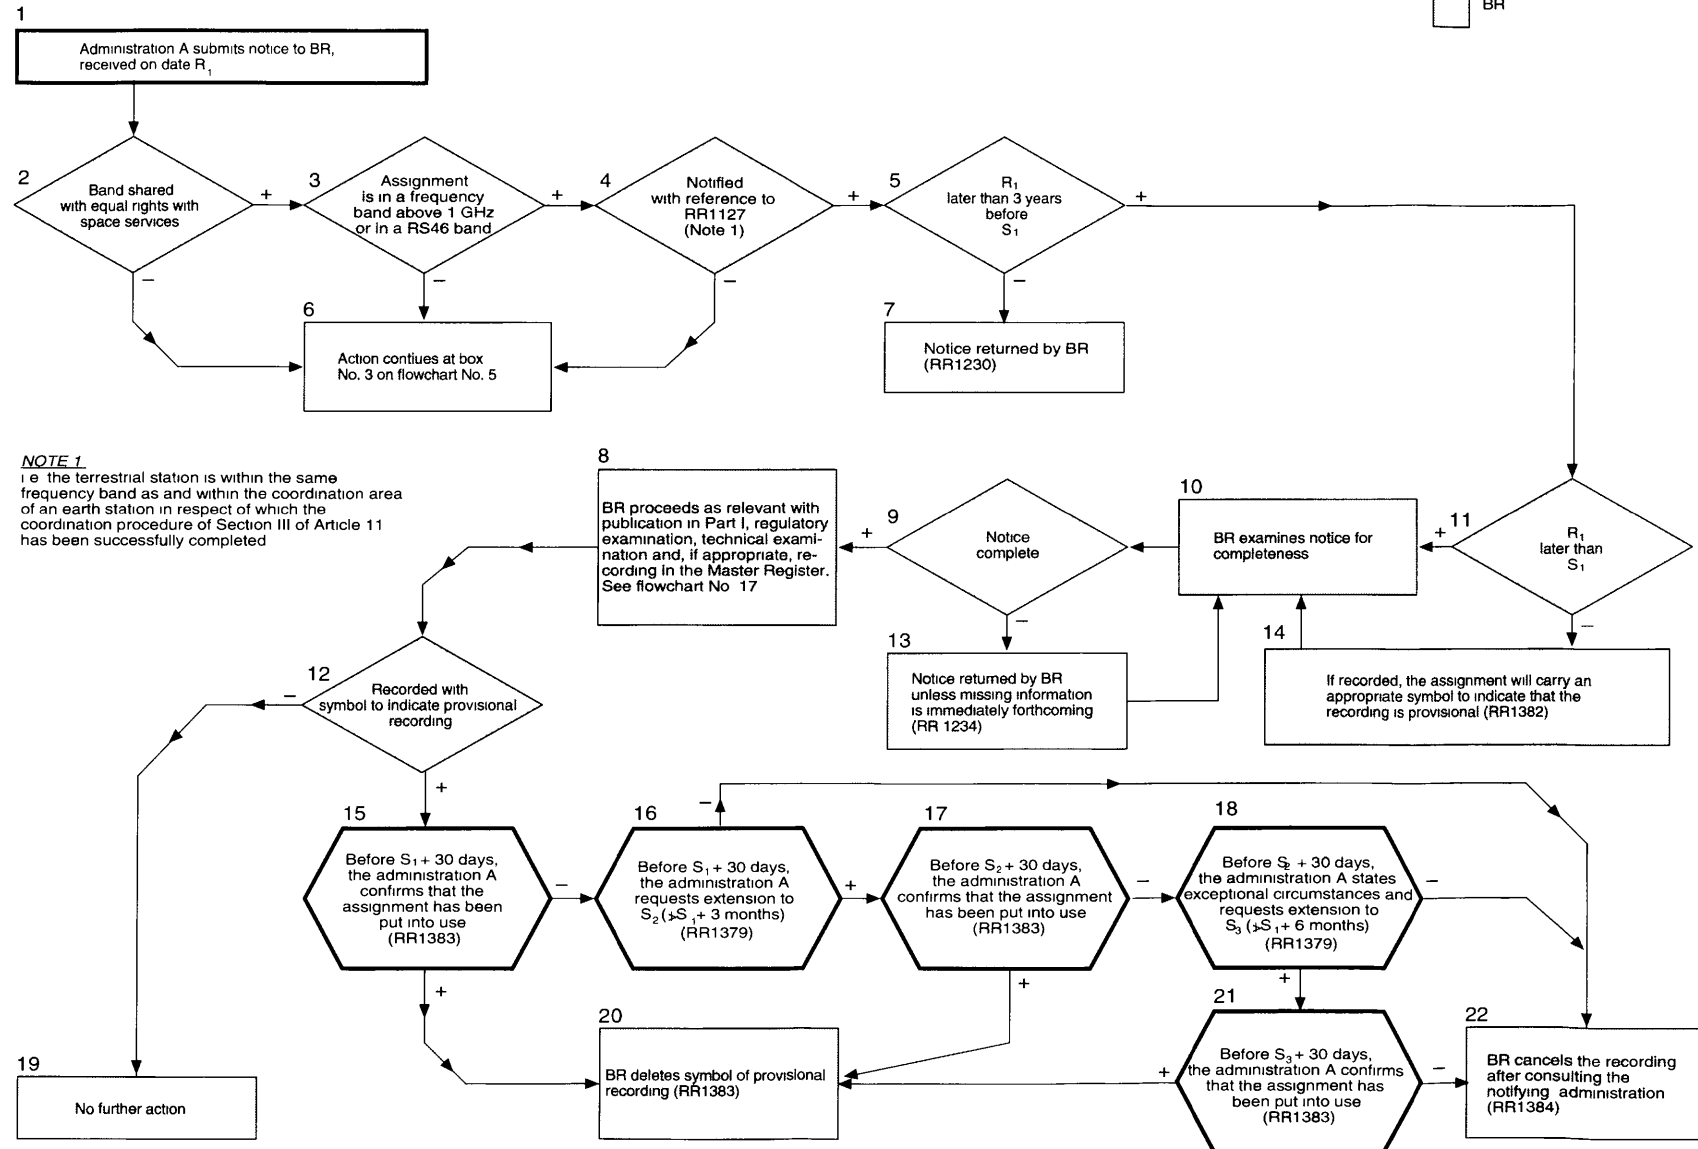 BR
1
Administration A submits notice to BR,
received on date R1
2
Band shared
with equal rights with
space services
+
−
3
Assignment
is in a frequency
band above 1 GHz
or in a RS46 band
+
−
4
Notified
with reference to
RR1127
(Note 1)
+
−
5
R1
later than 3 years
before
S1
+
−
6
Action contiues at box
No. 3 on flowchart No. 5
7
Notice returned by BR
(RR1230)
NOTE 1
i e the terrestrial station is within the same
frequency band as and within the coordination area
of an earth station in respect of which the
coordination procedure of Section III of Article 11
has been successfully completed
8
BR proceeds as relevant with
publication in Part I, regulatory
examination, technical exami-
nation and, if appropriate, re-
cording in the Master Register.
See flowchart No 17
9
Notice
complete
+
−
10
BR examines notice for
completeness
11
R1
later than
S1
+
−
12
Recorded with
symbol to indicate provisional
recording
−
+
13
Notice returned by BR
unless missing information
is immediately forthcoming
(RR 1234)
14
If recorded, the assignment will carry an
appropriate symbol to indicate that the
recording is provisional (RR1382)
15
Before S1 + 30 days,
the administration A
confirms that the
assignment has been
put into use
(RR1383)
−
+
16
Before S1 + 30 days,
the administration A
requests extension to
S2 (≯S1 + 3 months)
(RR1379)
−
+
17
Before S2 + 30 days,
the administration A
confirms that the assignment
has been put into use
(RR1383)
−
+
18
Before S2 + 30 days,
the administration A states
exceptional circumstances and
requests extension to
S3 (≯S1 + 6 months)
(RR1379)
−
+
19
No further action
20
BR deletes symbol of provisional
recording (RR1383)
21
Before S3 + 30 days,
the administration A confirms
that the assignment has
been put into use
(RR1383)
+
−
22
BR cancels the recording
after consulting the
notifying administration
(RR1384)